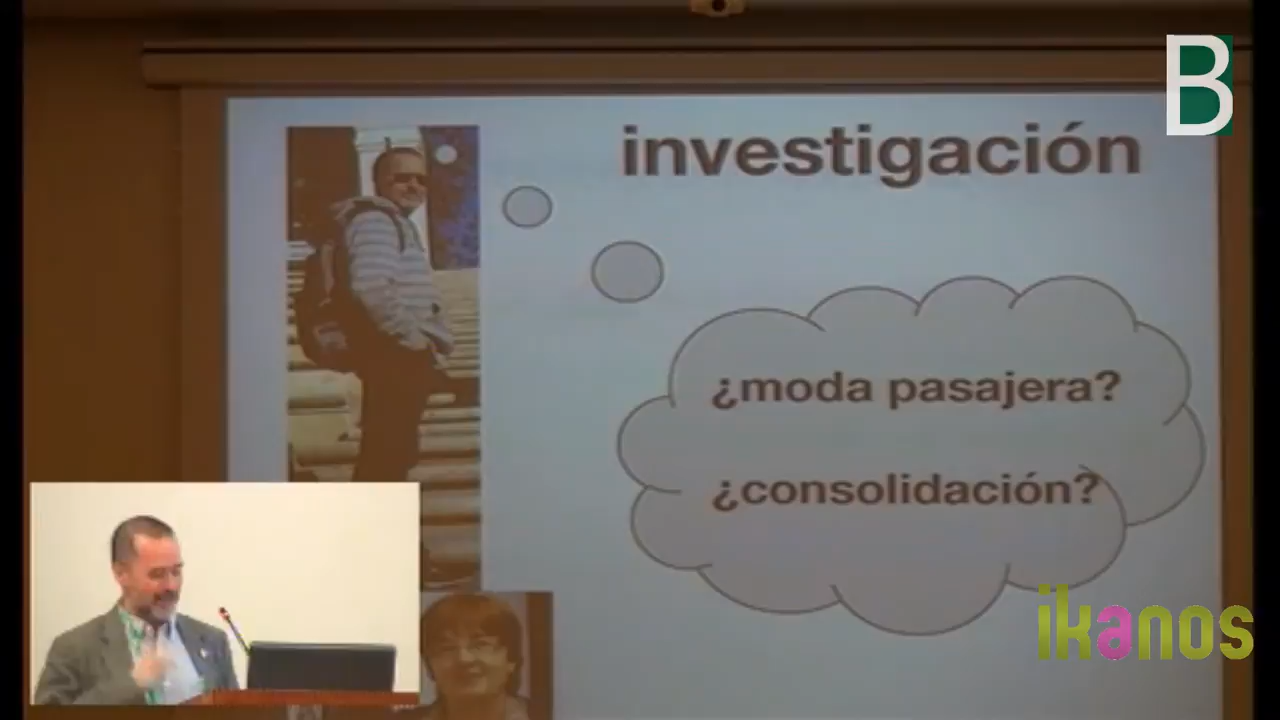 B
investigación
¿moda pasajera?
¿consolidación?
ikanos